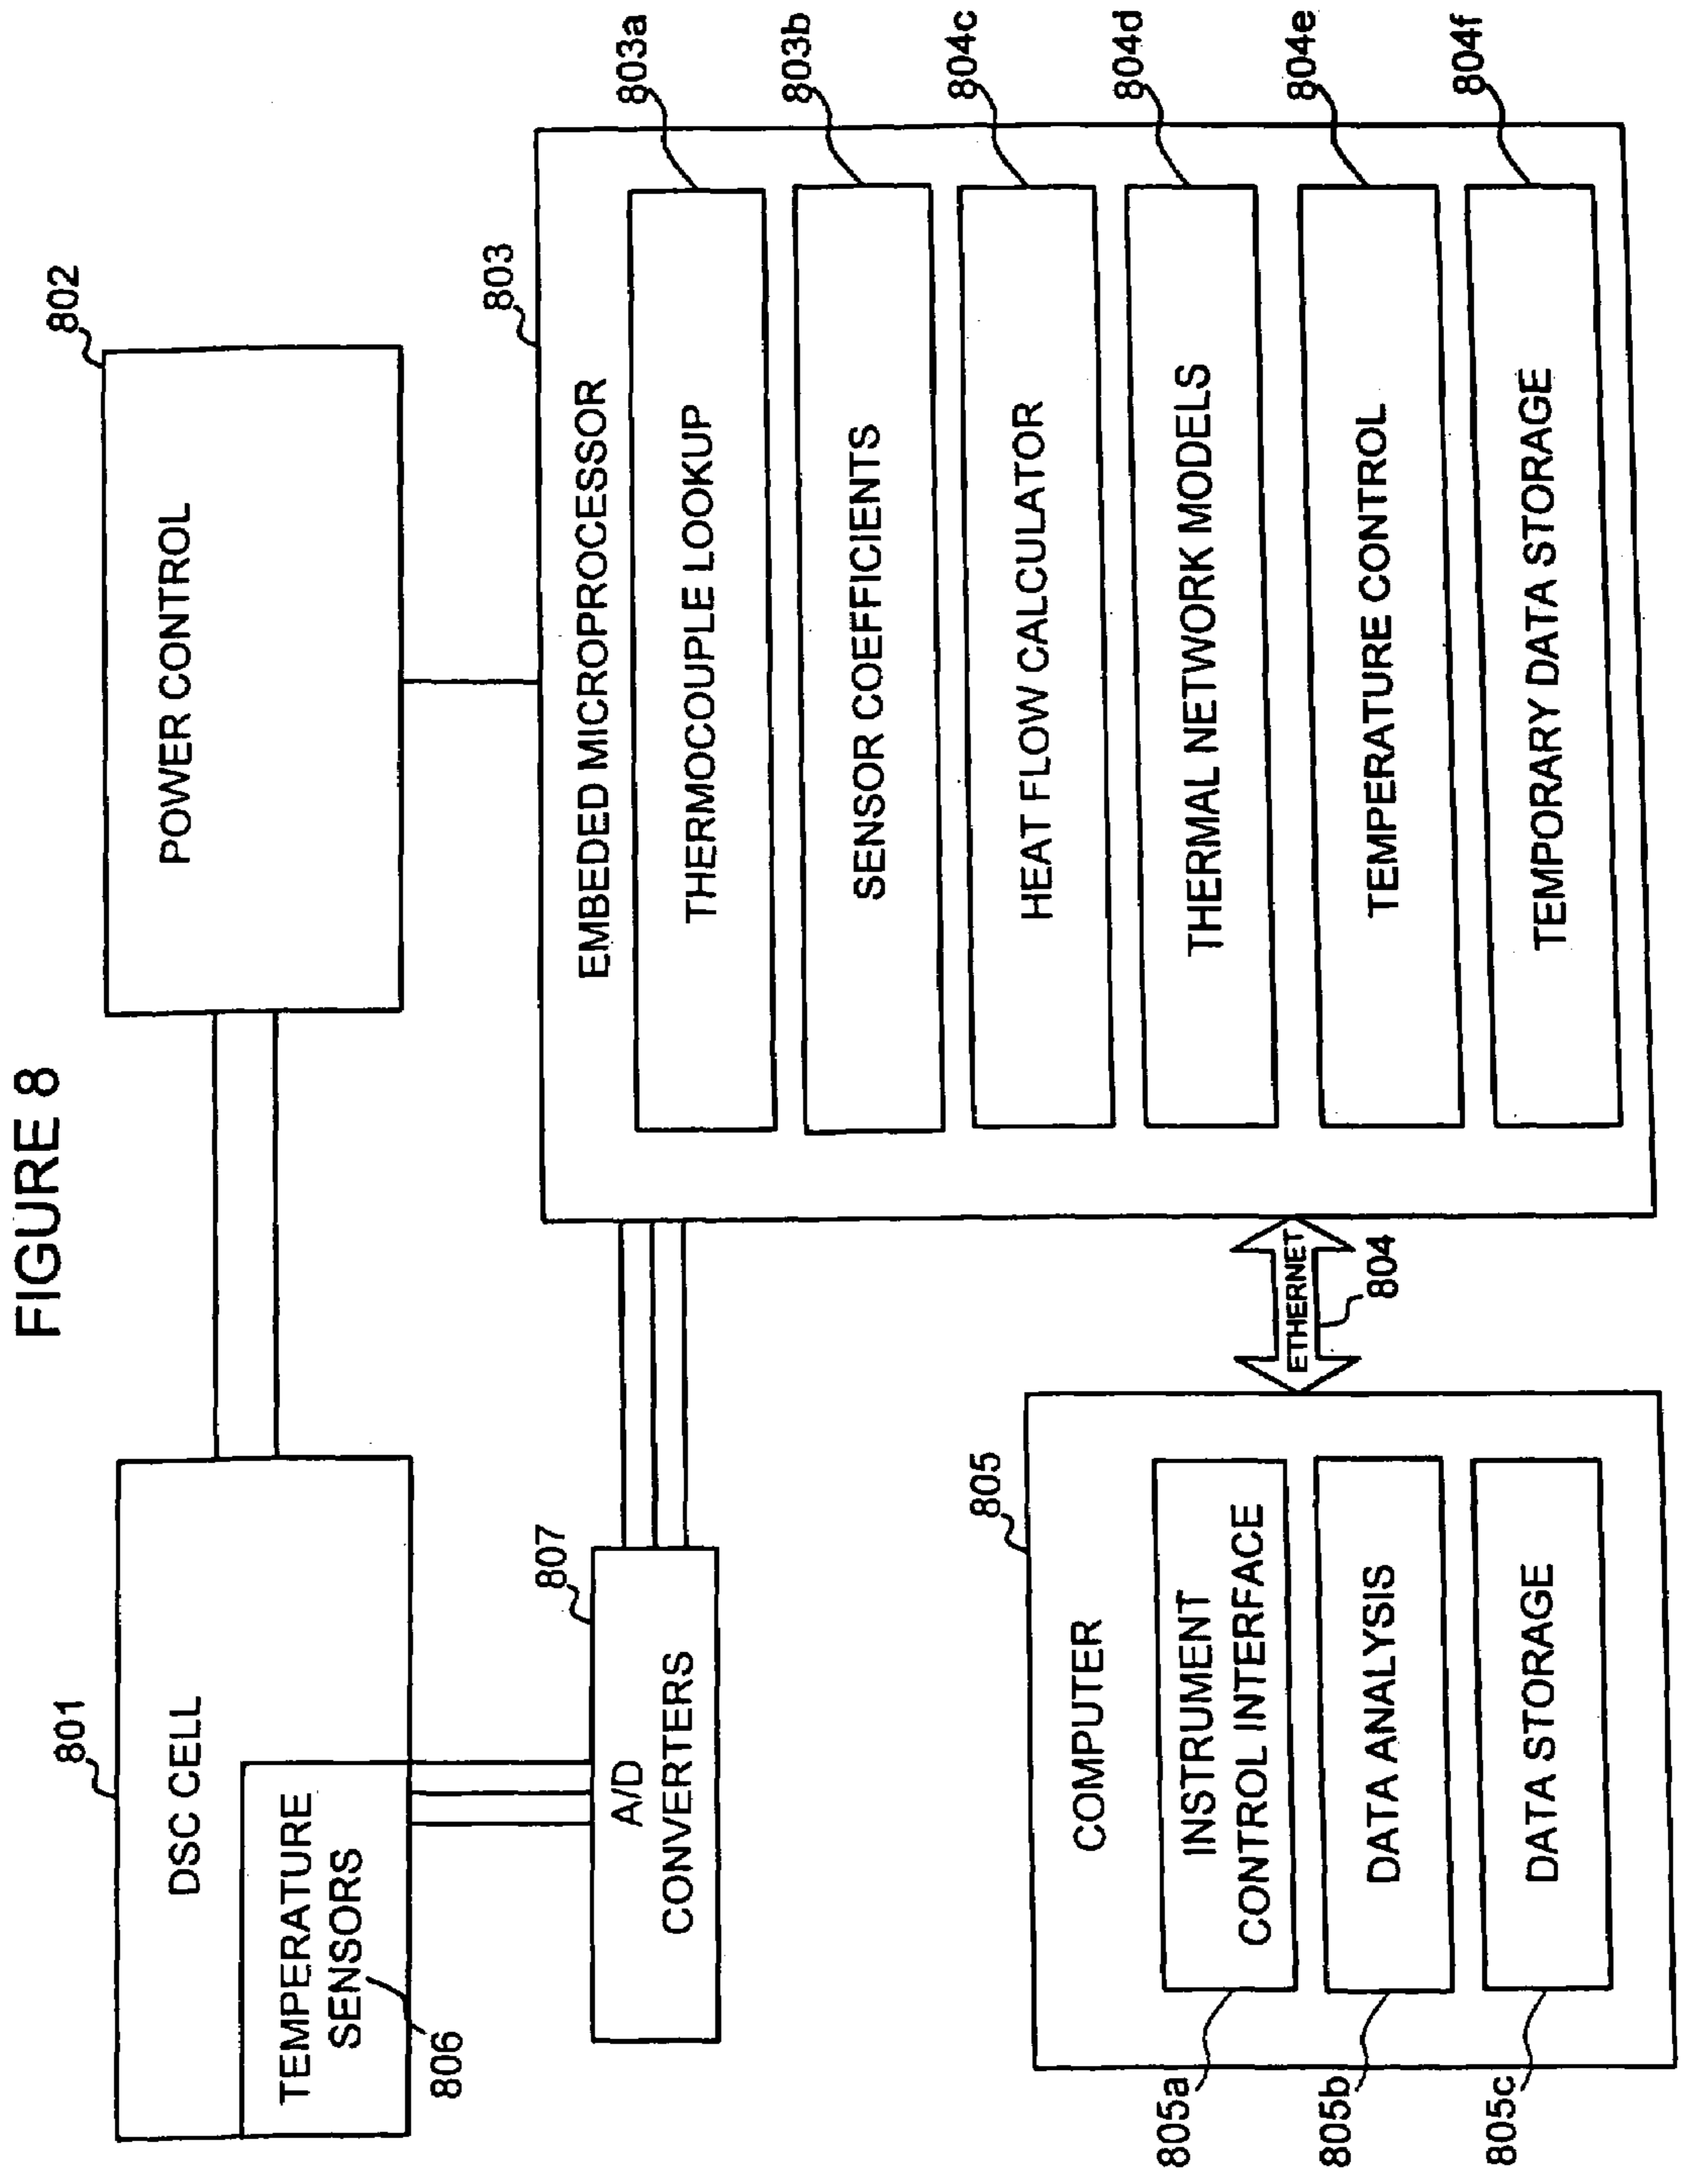 FIGURE 8
801
DSC CELL
TEMPERATURE
SENSORS
806
802
POWER CONTROL
807
A/D
CONVERTERS
803
EMBEDED MICROPROCESSOR
THERMOCOUPLE LOOKUP
803a
SENSOR COEFFICIENTS
803b
HEAT FLOW CALCULATOR
804c
THERMAL NETWORK MODELS
804d
TEMPERATURE CONTROL
804e
TEMPORARY DATA STORAGE
804f
ETHERNET
804
805
COMPUTER
INSTRUMENT
CONTROL INTERFACE
805a
DATA ANALYSIS
805b
DATA STORAGE
805c